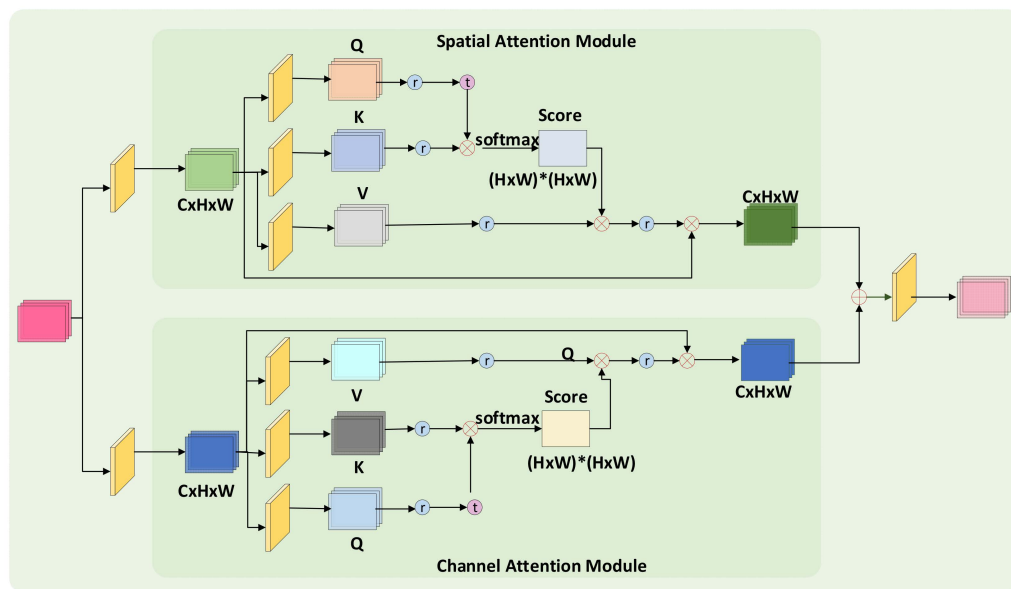 Spatial Attention Module
Q
r
t
K
r
softmax
Score
(HxW)*(HxW)
CxHxW
V
r
r
CxHxW
V
r
Q
r
CxHxW
K
r
softmax
Score
(HxW)*(HxW)
CxHxW
Q
r
t
Channel Attention Module